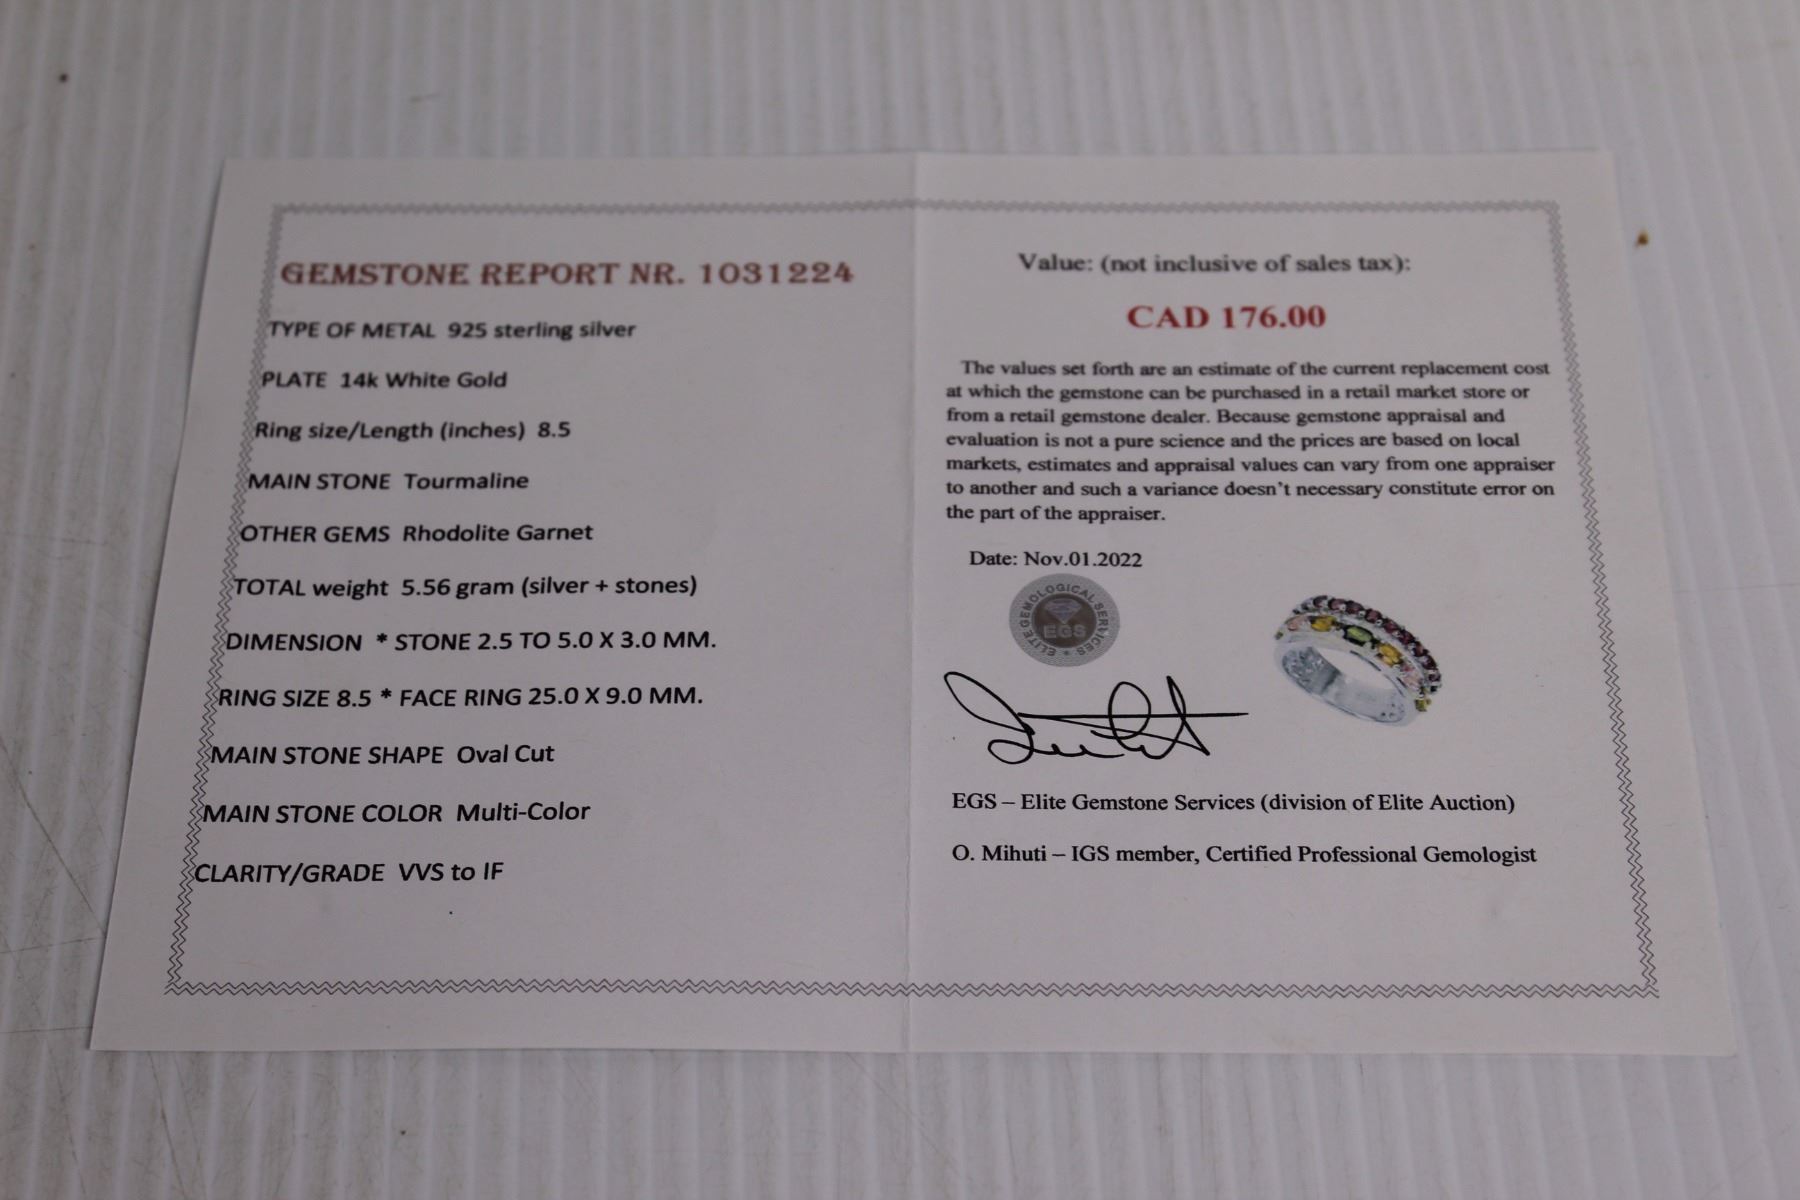 GEMSTONE REPORT NR. 1031224
TYPE OF METAL 925 sterling silver
PLATE 14k White Gold
Ring size/Length (inches) 8.5
MAIN STONE Tourmaline
OTHER GEMS Rhodolite Garnet
TOTAL weight 5.56 gram (silver + stones)
DIMENSION * STONE 2.5 TO 5.0 X 3.0 MM.
RING SIZE 8.5 * FACE RING 25.0 X 9.0 MM.
MAIN STONE SHAPE Oval Cut
MAIN STONE COLOR Multi-Color
CLARITY/GRADE VVS to IF
Value: (not inclusive of sales tax):
CAD 176.00
The values set forth are an estimate of the current replacement cost
at which the gemstone can be purchased in a retail market store or
from a retail gemstone dealer. Because gemstone appraisal and
evaluation is not a pure science and the prices are based on local
markets, estimates and appraisal values can vary from one appraiser
to another and such a variance doesn't necessary constitute error on
the part of the appraiser.
Date: Nov.01.2022
ELITE GEMOLOGICAL SERVICES
EGS
EGS – Elite Gemstone Services (division of Elite Auction)
O. Mihuti – IGS member, Certified Professional Gemologist